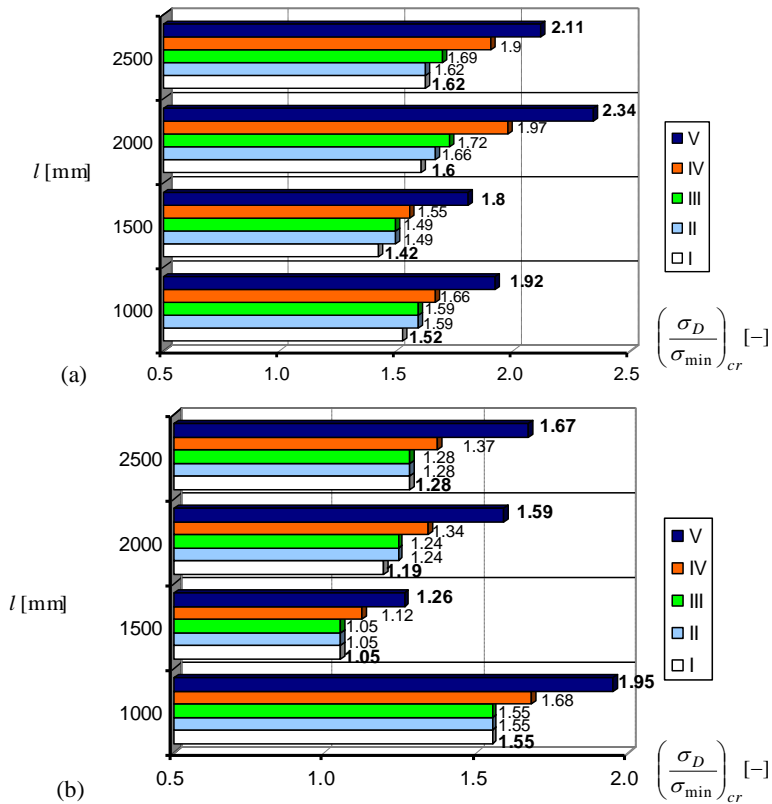 2500
2.11
1.9
1.69
1.62
1.62
2000
2.34
1.97
1.72
1.66
1.6
l [mm]
1500
1.8
1.55
1.49
1.49
1.42
1000
1.92
1.66
1.59
1.59
1.52
V
IV
III
II
I
0.5 1.0 1.5 2.0 2.5
(σ_D / σ_min)_cr [−]
(a)
2500
1.67
1.37
1.28
1.28
1.28
2000
1.59
1.34
1.24
1.24
1.19
l [mm]
1500
1.26
1.12
1.05
1.05
1.05
1000
1.95
1.68
1.55
1.55
1.55
V
IV
III
II
I
0.5 1.0 1.5 2.0
(σ_D / σ_min)_cr [−]
(b)